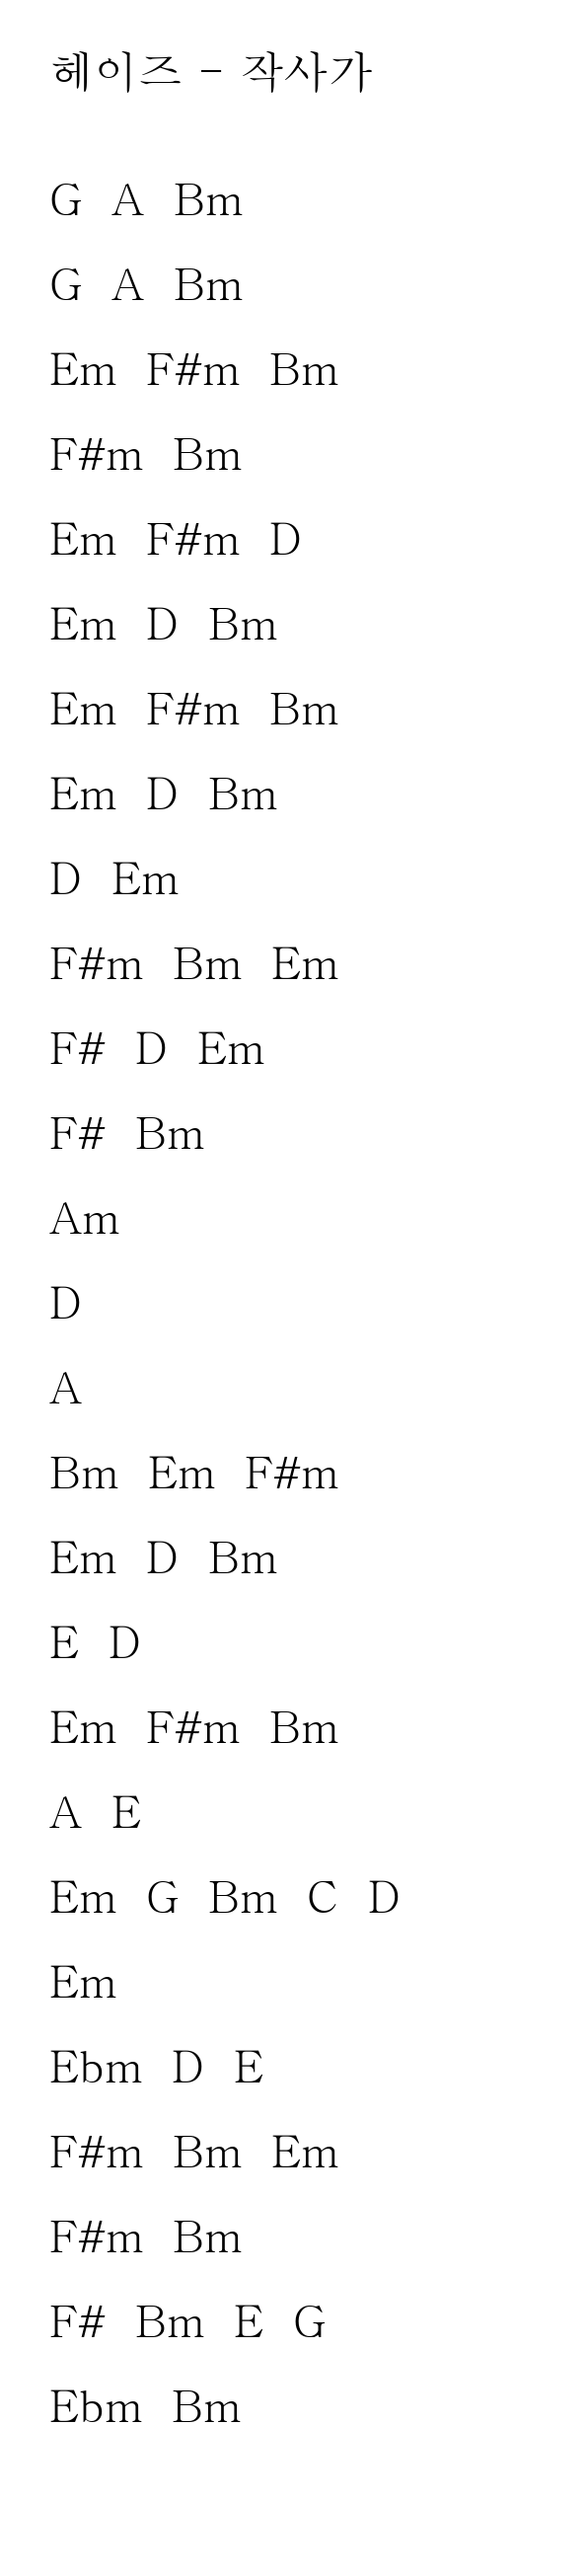 헤이즈 - 작사가
G A Bm
G A Bm
Em F#m Bm
F#m Bm
Em F#m D
Em D Bm
Em F#m Bm
Em D Bm
D Em
F#m Bm Em
F# D Em
F# Bm
Am
D
A
Bm Em F#m
Em D Bm
E D
Em F#m Bm
A E
Em G Bm C D
Em
Ebm D E
F#m Bm Em
F#m Bm
F# Bm E G
Ebm Bm